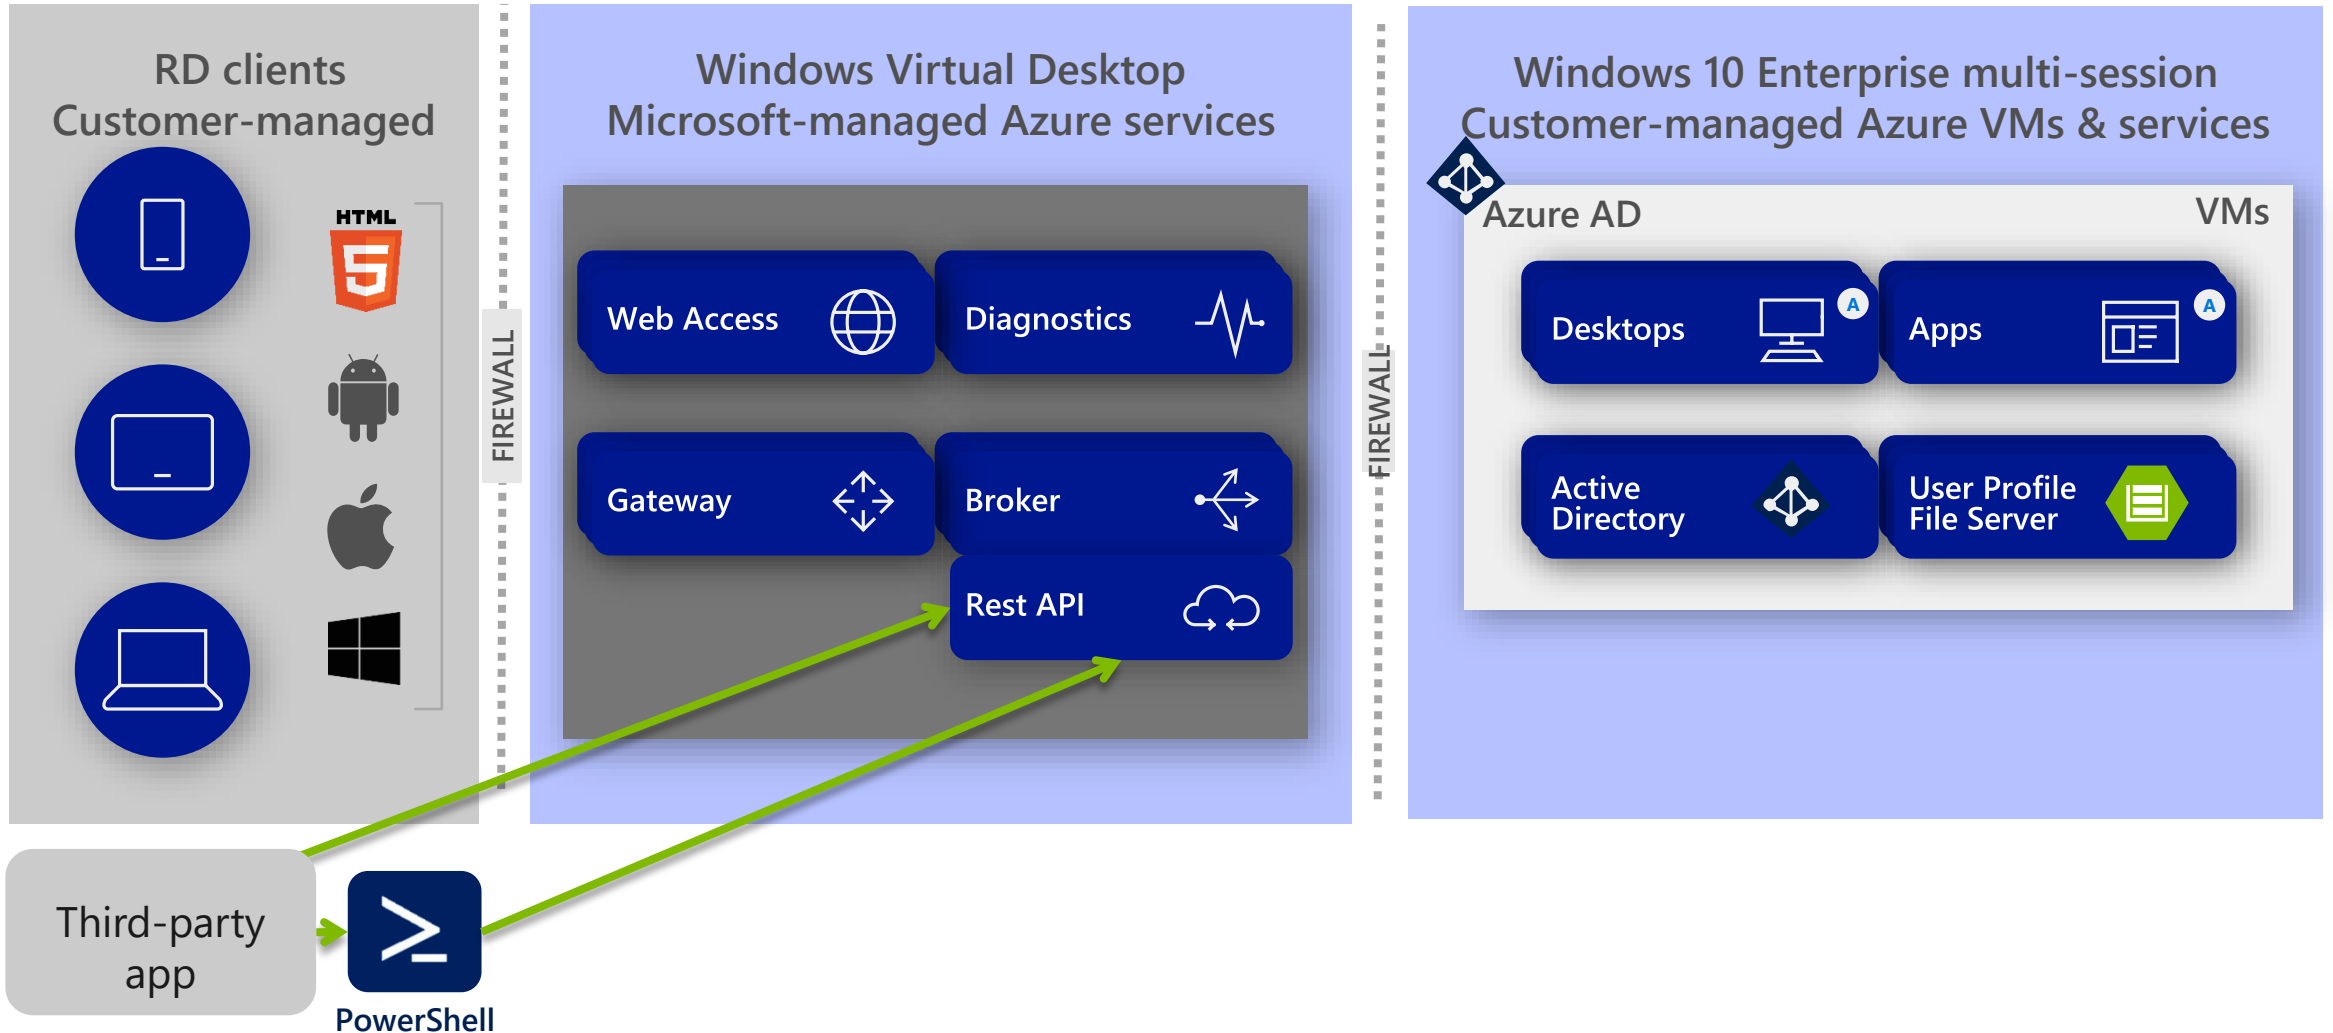 RD clients
Customer-managed
HTML
5
FIREWALL
Windows Virtual Desktop
Microsoft-managed Azure services
Web Access
Diagnostics
Gateway
Broker
Rest API
FIREWALL
Windows 10 Enterprise multi-session
Customer-managed Azure VMs & services
Azure AD
VMs
Desktops
A
Apps
A
Active
Directory
User Profile
File Server
Third-party
app
PowerShell